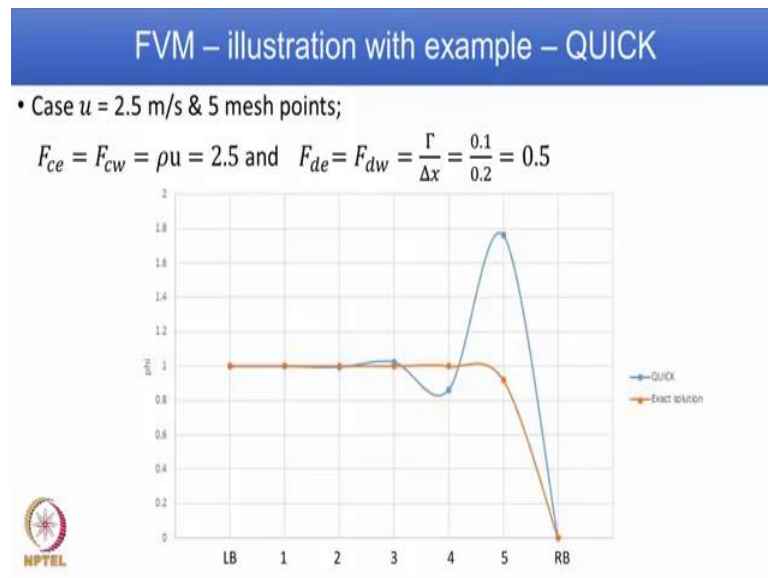 FVM – illustration with example – QUICK
• Case u = 2.5 m/s & 5 mesh points;
F_ce = F_cw = ρu = 2.5 and F_de = F_dw = Γ/Δx = 0.1/0.2 = 0.5
2
1.8
1.6
1.4
1.2
1
0.8
0.6
0.4
0.2
0
phi
LB 1 2 3 4 5 RB
QUICK
Exact solution
NPTEL